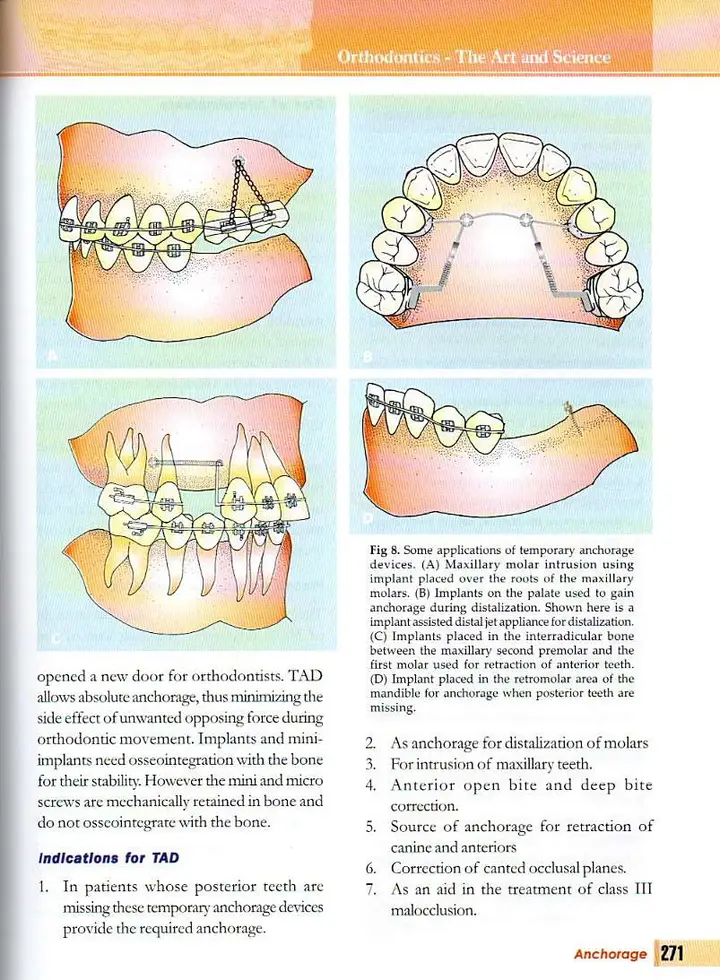 Orthodontics - The Art and Science
A
B
C
D
Fig 8. Some applications of temporary anchorage
devices. (A) Maxillary molar intrusion using
implant placed over the roots of the maxillary
molars. (B) Implants on the palate used to gain
anchorage during distalization. Shown here is a
implant assisted distal jet appliance for distalization.
(C) Implants placed in the interradicular bone
between the maxillary second premolar and the
first molar used for retraction of anterior teeth.
(D) Implant placed in the retromolar area of the
mandible for anchorage when posterior teeth are
missing.
opened a new door for orthodontists. TAD
allows absolute anchorage, thus minimizing the
side effect of unwanted opposing force during
orthodontic movement. Implants and mini-
implants need osseointegration with the bone
for their stability. However the mini and micro
screws are mechanically retained in bone and
do not osseointegrate with the bone.
Indications for TAD
1. In patients whose posterior teeth are
missing these temporary anchorage devices
provide the required anchorage.
2. As anchorage for distalization of molars
3. For intrusion of maxillary teeth.
4. Anterior open bite and deep bite
correction.
5. Source of anchorage for retraction of
canine and anteriors
6. Correction of canted occlusal planes.
7. As an aid in the treatment of class III
malocclusion.
Anchorage 271